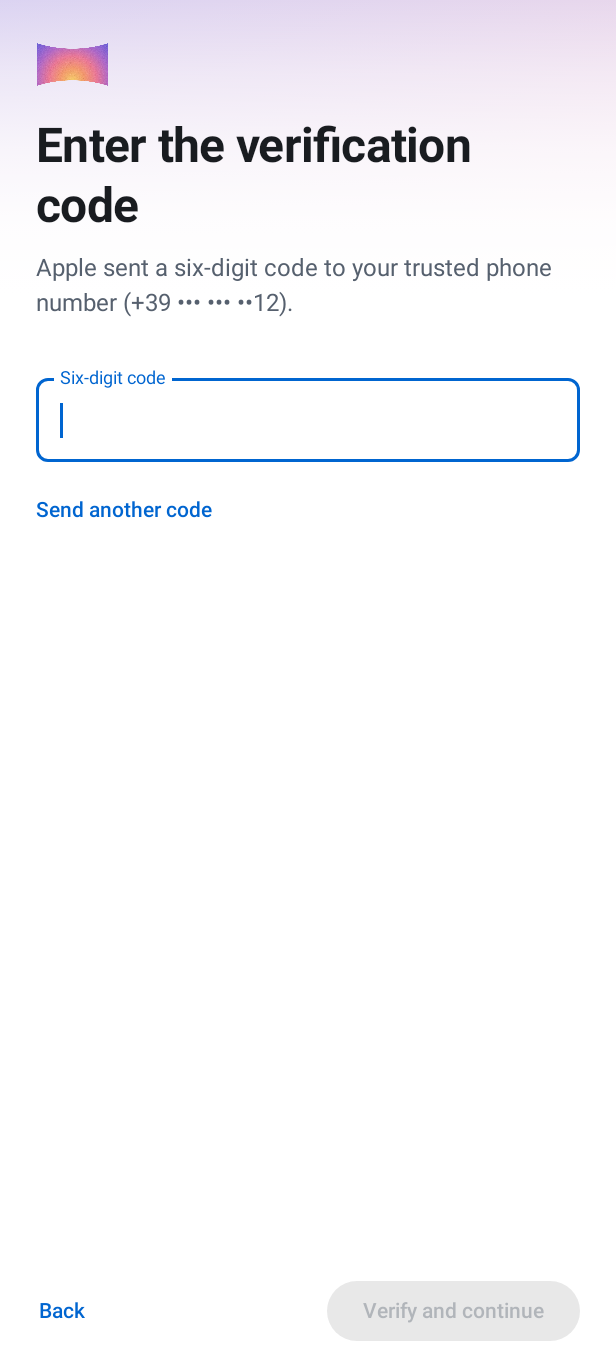 Enter the verification
code
Apple sent a six-digit code to your trusted phone
number (+39 ••• ••• ••12).
Six-digit code
Send another code
Back
Verify and continue